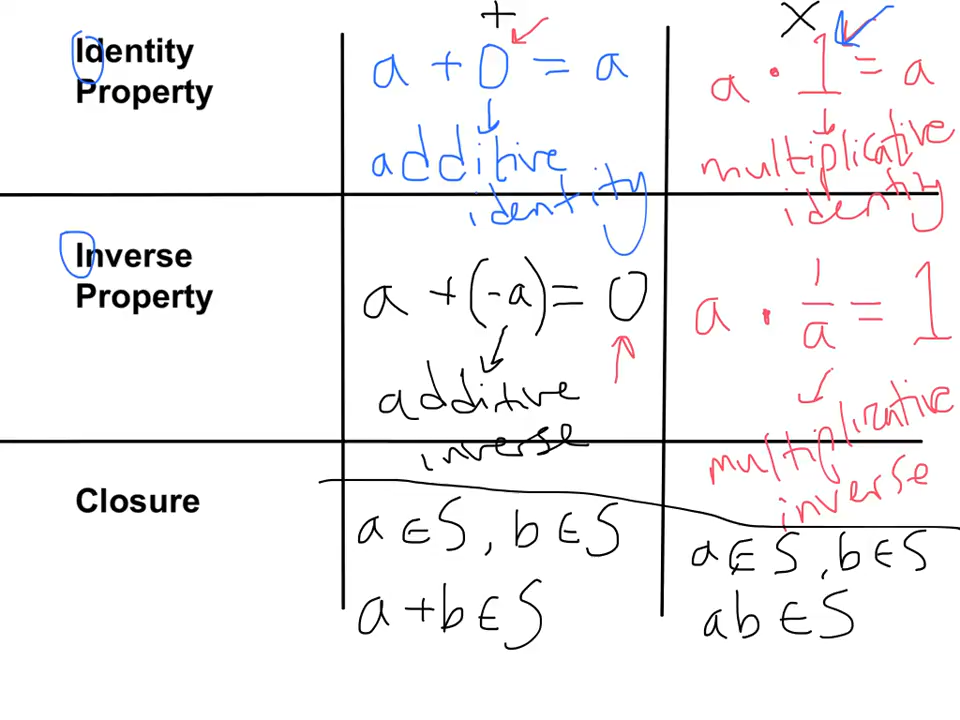 +
×
Identity
Property
a + 0 = a
additive
identity
a · 1 = a
multiplicative
identity
Inverse
Property
a + (-a) = 0
additive
inverse
a · 1/a = 1
multiplicative
inverse
Closure
a ∈ S, b ∈ S
a + b ∈ S
a ∈ S, b ∈ S
ab ∈ S